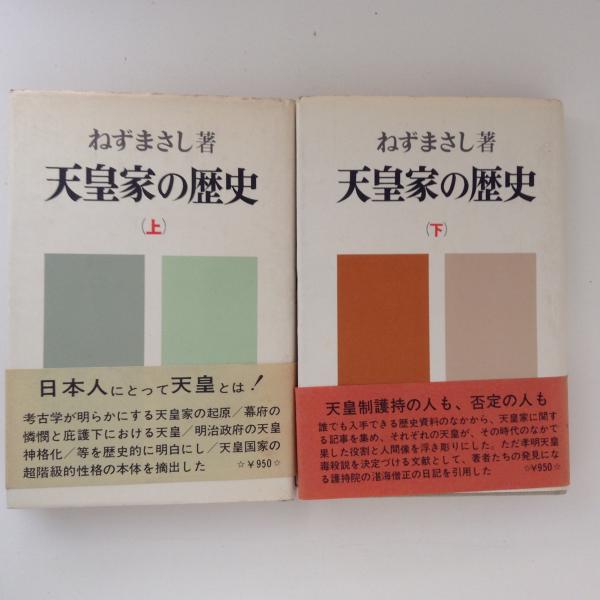 ねずまさし著
天皇家の歴史
(上)
日本人にとって天皇とは！
考古学が明らかにする天皇家の起原／幕府の
憐憫と庇護下における天皇／明治政府の天皇
神格化／等を歴史的に明白にし／天皇国家の
超階級的性格の本体を摘出した
☆￥950☆
ねずまさし著
天皇家の歴史
(下)
天皇制護持の人も、否定の人も
誰でも入手できる歴史資料のなかから、天皇家に関す
る記事を集め、それぞれの天皇が、その時代のなかで
果した役割と人間像を浮き彫りにした。ただ孝明天皇
毒殺説を決定づける文献として、著者たちの発見にな
る護持院の湛海僧正の日記を引用した
☆￥950☆